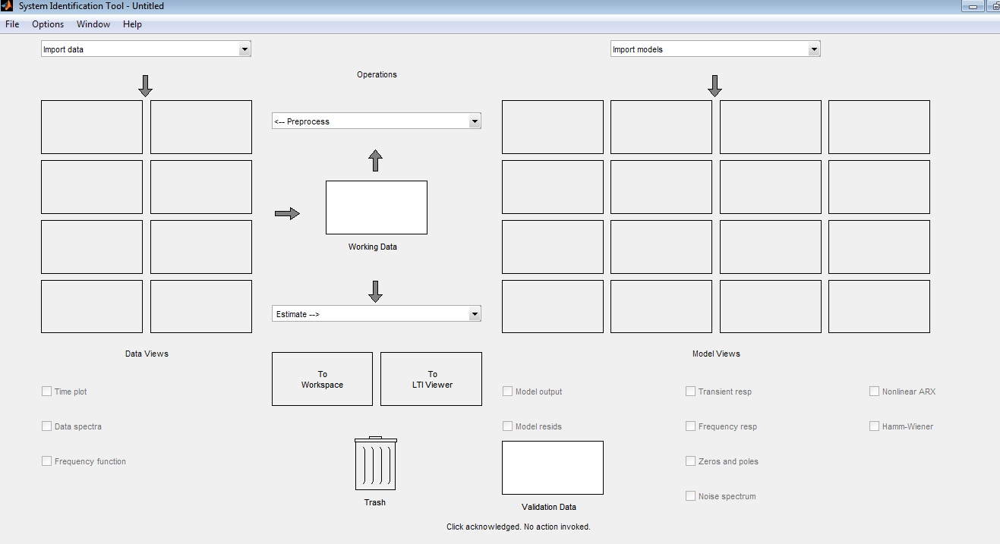 System Identification Tool - Untitled
File Options Window Help
Import data
Import models
Operations
<-- Preprocess
Working Data
Estimate -->
Data Views
Model Views
To
Workspace
To
LTI Viewer
Time plot
Data spectra
Frequency function
Model output
Model resids
Transient resp
Frequency resp
Zeros and poles
Noise spectrum
Nonlinear ARX
Hamm-Wiener
Trash
Validation Data
Click acknowledged. No action invoked.